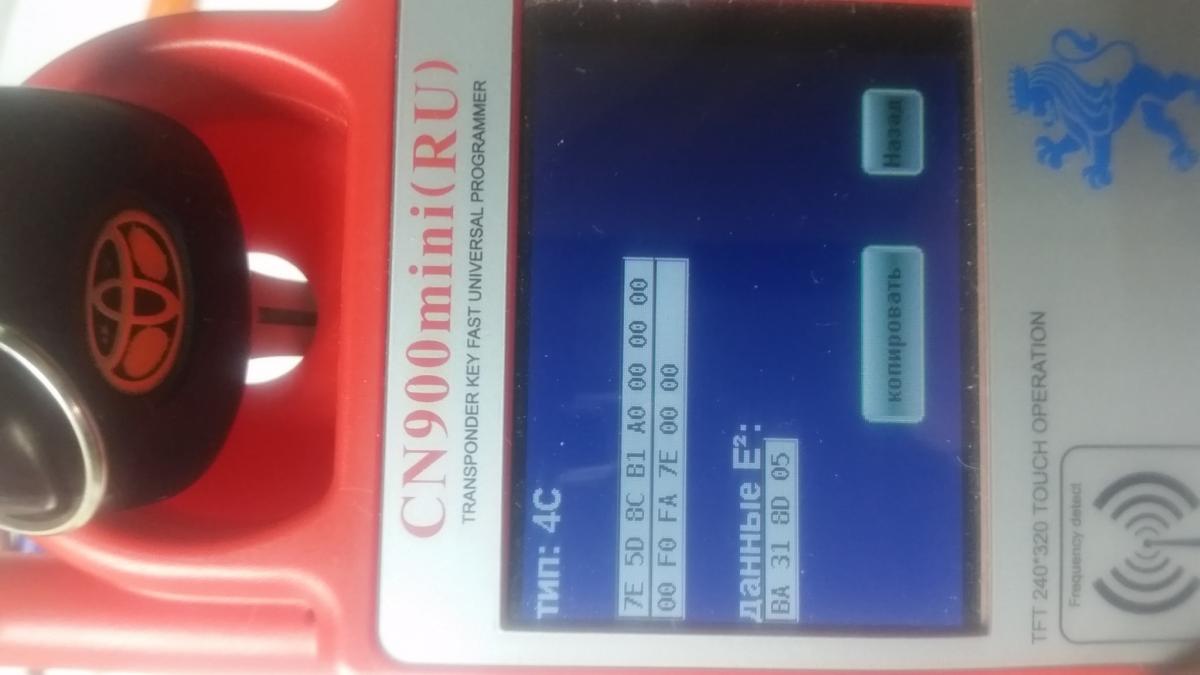 CN900mini(RU)
TRANSPONDER KEY FAST UNIVERSAL PROGRAMMER
тип: 4C
7E 5D 8C B1 A0 00 00 00
00 F0 FA 7E 00 00
данные E²:
BA 31 8D 05
копировать
Назад
TFT 240*320 TOUCH OPERATION
Frequency detect